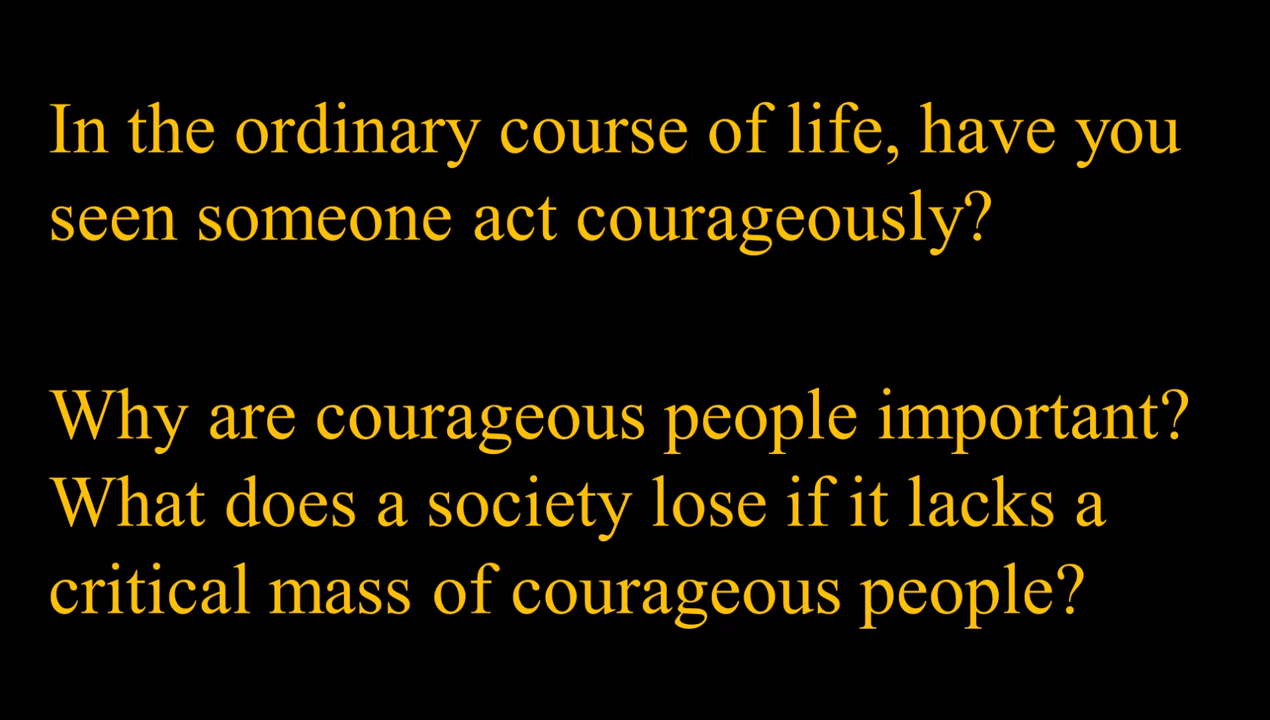 In the ordinary course of life, have you
seen someone act courageously?
Why are courageous people important?
What does a society lose if it lacks a
critical mass of courageous people?